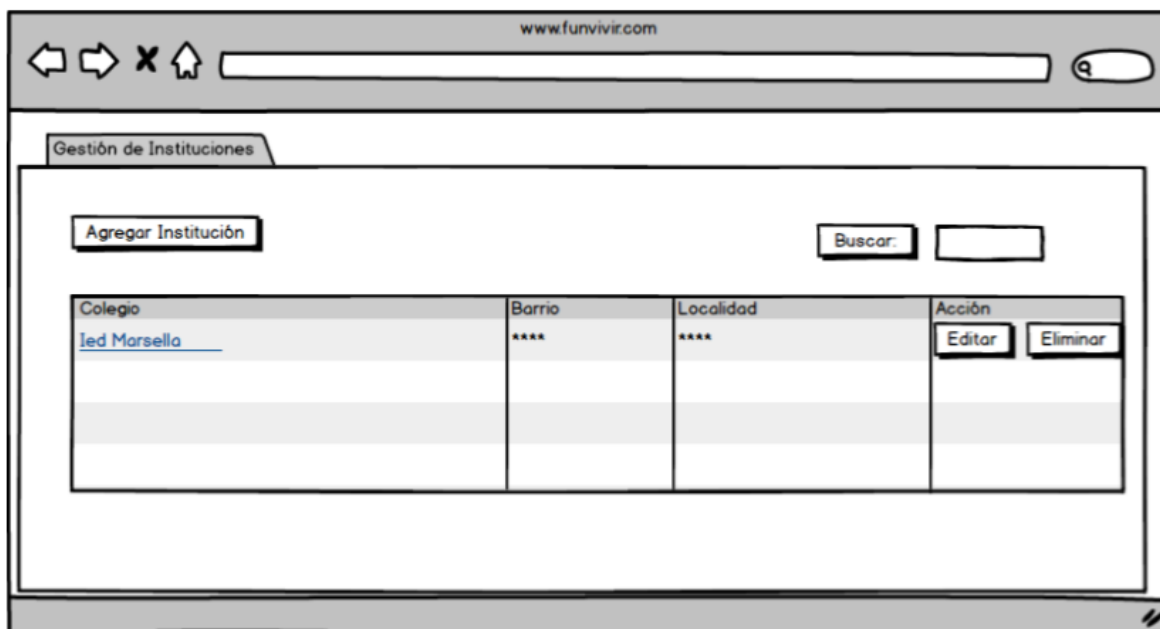 www.funvivir.com
Gestión de Instituciones
Agregar Institución
Buscar:
Colegio Barrio Localidad Acción
Ied Marsella **** **** Editar Eliminar